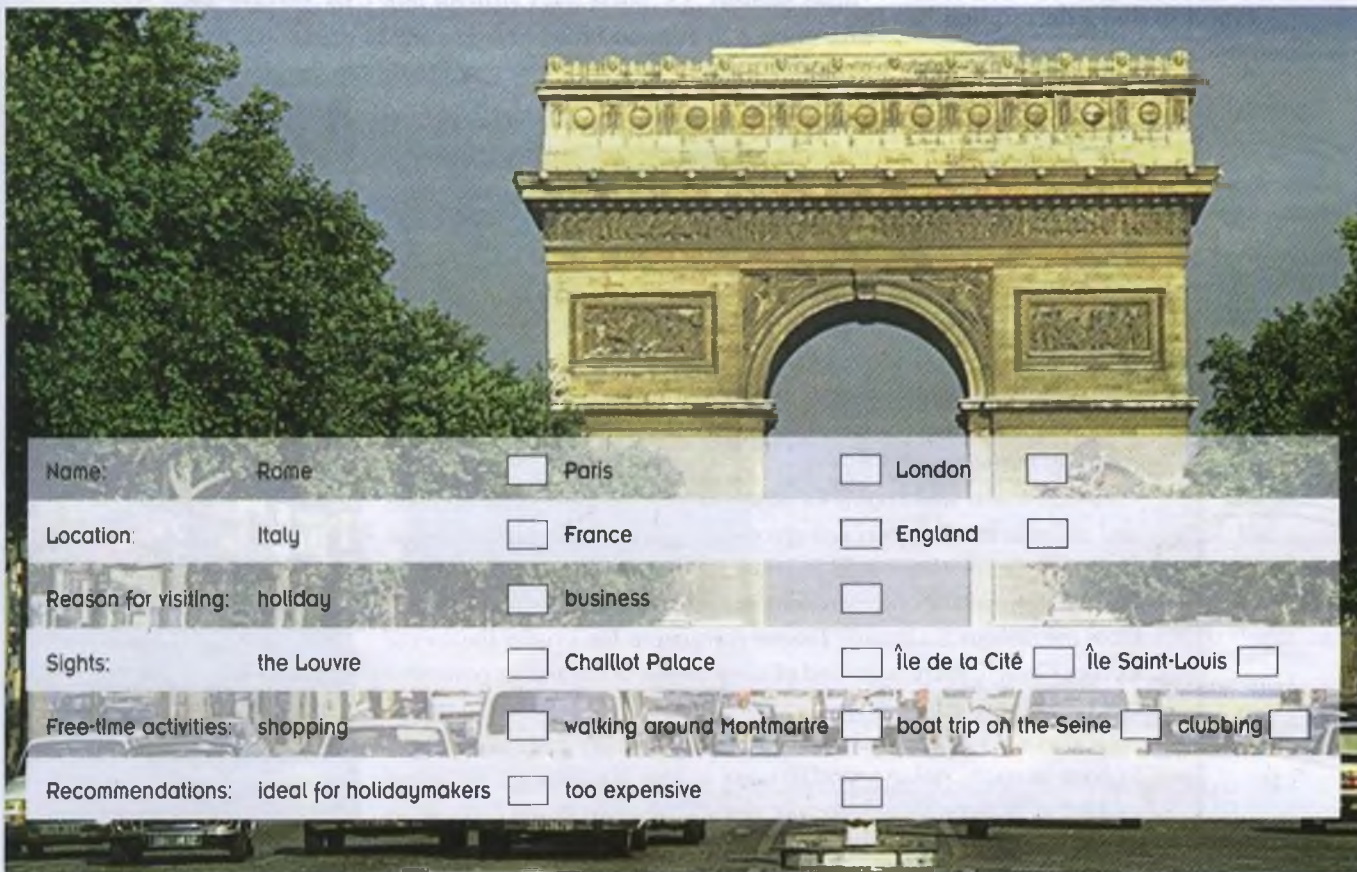 Name: Rome Paris London
Location: Italy France England
Reason for visiting: holiday business
Sights: the Louvre Chaillot Palace Île de la Cité Île Saint-Louis
Free-time activities: shopping walking around Montmartre boat trip on the Seine clubbing
Recommendations: ideal for holidaymakers too expensive